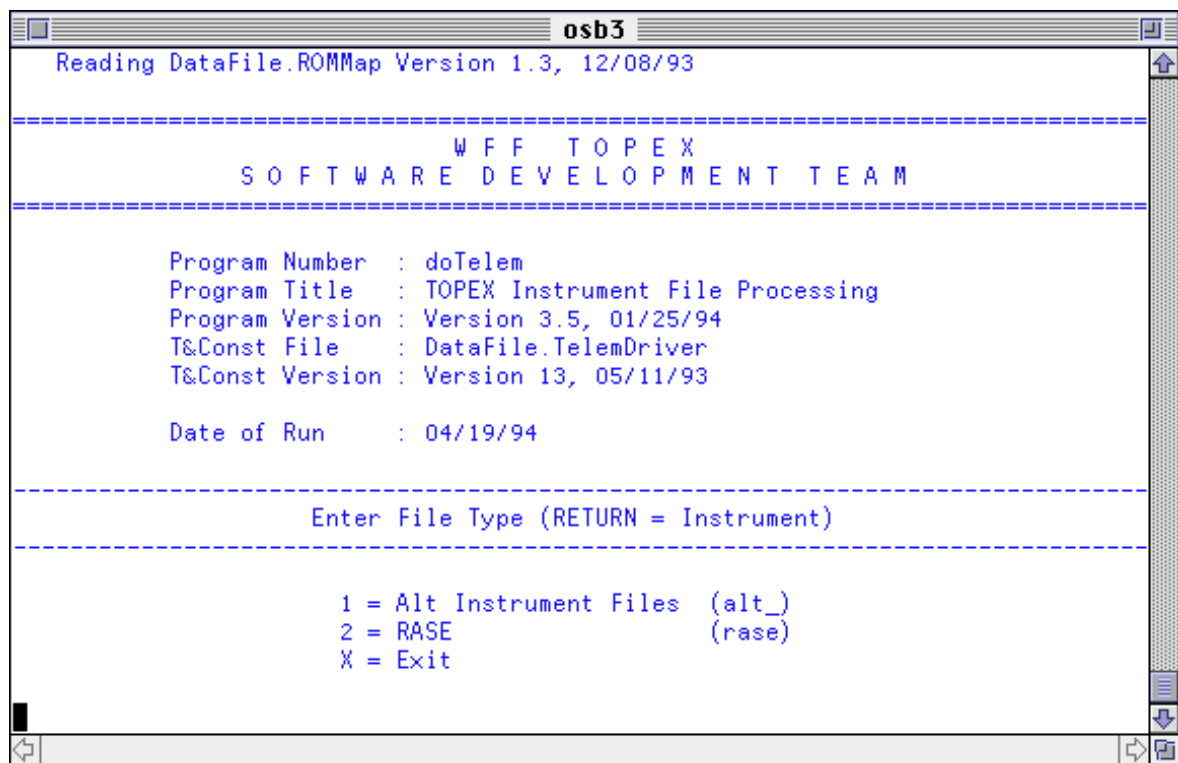 osb3
Reading DataFile.ROMMap Version 1.3, 12/08/93
================================================================================
W F F   T O P E X
S O F T W A R E   D E V E L O P M E N T   T E A M
================================================================================
Program Number  : doTelem
Program Title   : TOPEX Instrument File Processing
Program Version : Version 3.5, 01/25/94
T&Const File    : DataFile.TelemDriver
T&Const Version : Version 13, 05/11/93
Date of Run     : 04/19/94
--------------------------------------------------------------------------------
Enter File Type (RETURN = Instrument)
--------------------------------------------------------------------------------
1 = Alt Instrument Files  (alt_)
2 = RASE                  (rase)
X = Exit